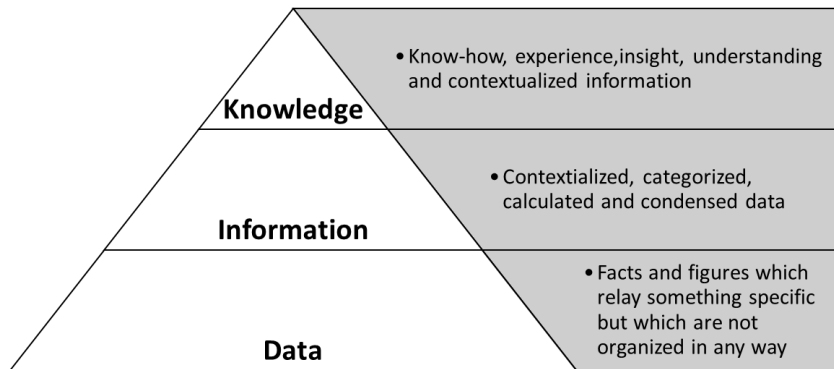 Knowledge
• Know-how, experience,insight, understanding
and contextualized information
Information
• Contextialized, categorized,
calculated and condensed data
Data
• Facts and figures which
relay something specific
but which are not
organized in any way